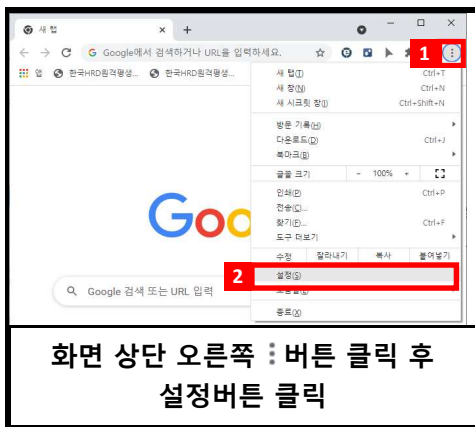 새 탭
Google에서 검색하거나 URL을 입력하세요.
1
앱 한국HRD원격평생... 한국HRD원격평생...
새 탭(T) Ctrl+T
새 창(N) Ctrl+N
새 시크릿 창(I) Ctrl+Shift+N
방문 기록(H)
다운로드(D) Ctrl+J
북마크(B)
글꼴 크기 - 100% +
인쇄(P) Ctrl+P
전송(C)...
찾기(F)... Ctrl+F
도구 더보기
수정 잘라내기 복사 붙여넣기
2 설정(S)
종료(X)
Goo
Google 검색 또는 URL 입력
화면 상단 오른쪽 ⋮ 버튼 클릭 후
설정버튼 클릭